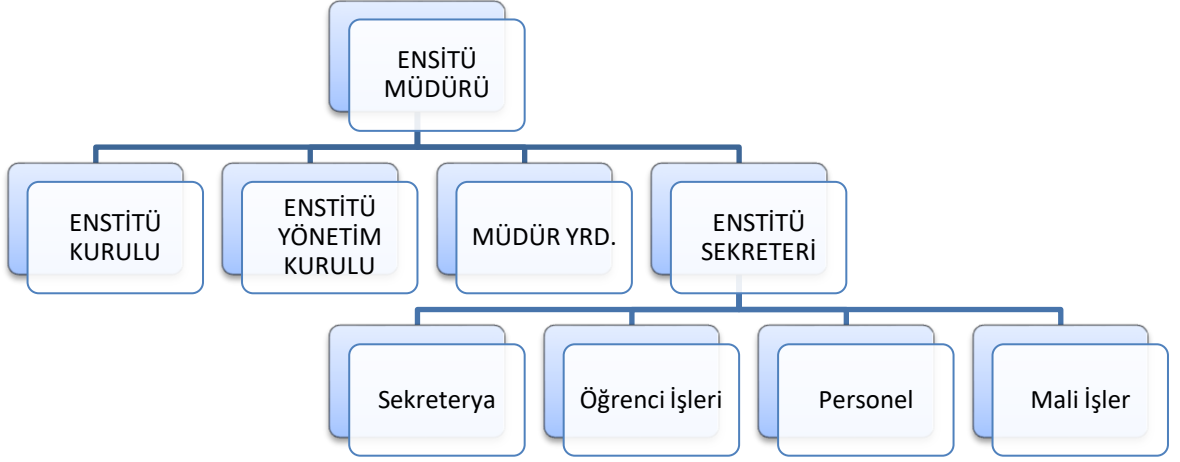 ENSİTÜ
MÜDÜRÜ
ENSTİTÜ
KURULU
ENSTİTÜ
YÖNETİM
KURULU
MÜDÜR YRD.
ENSTİTÜ
SEKRETERİ
Sekreterya
Öğrenci İşleri
Personel
Mali İşler